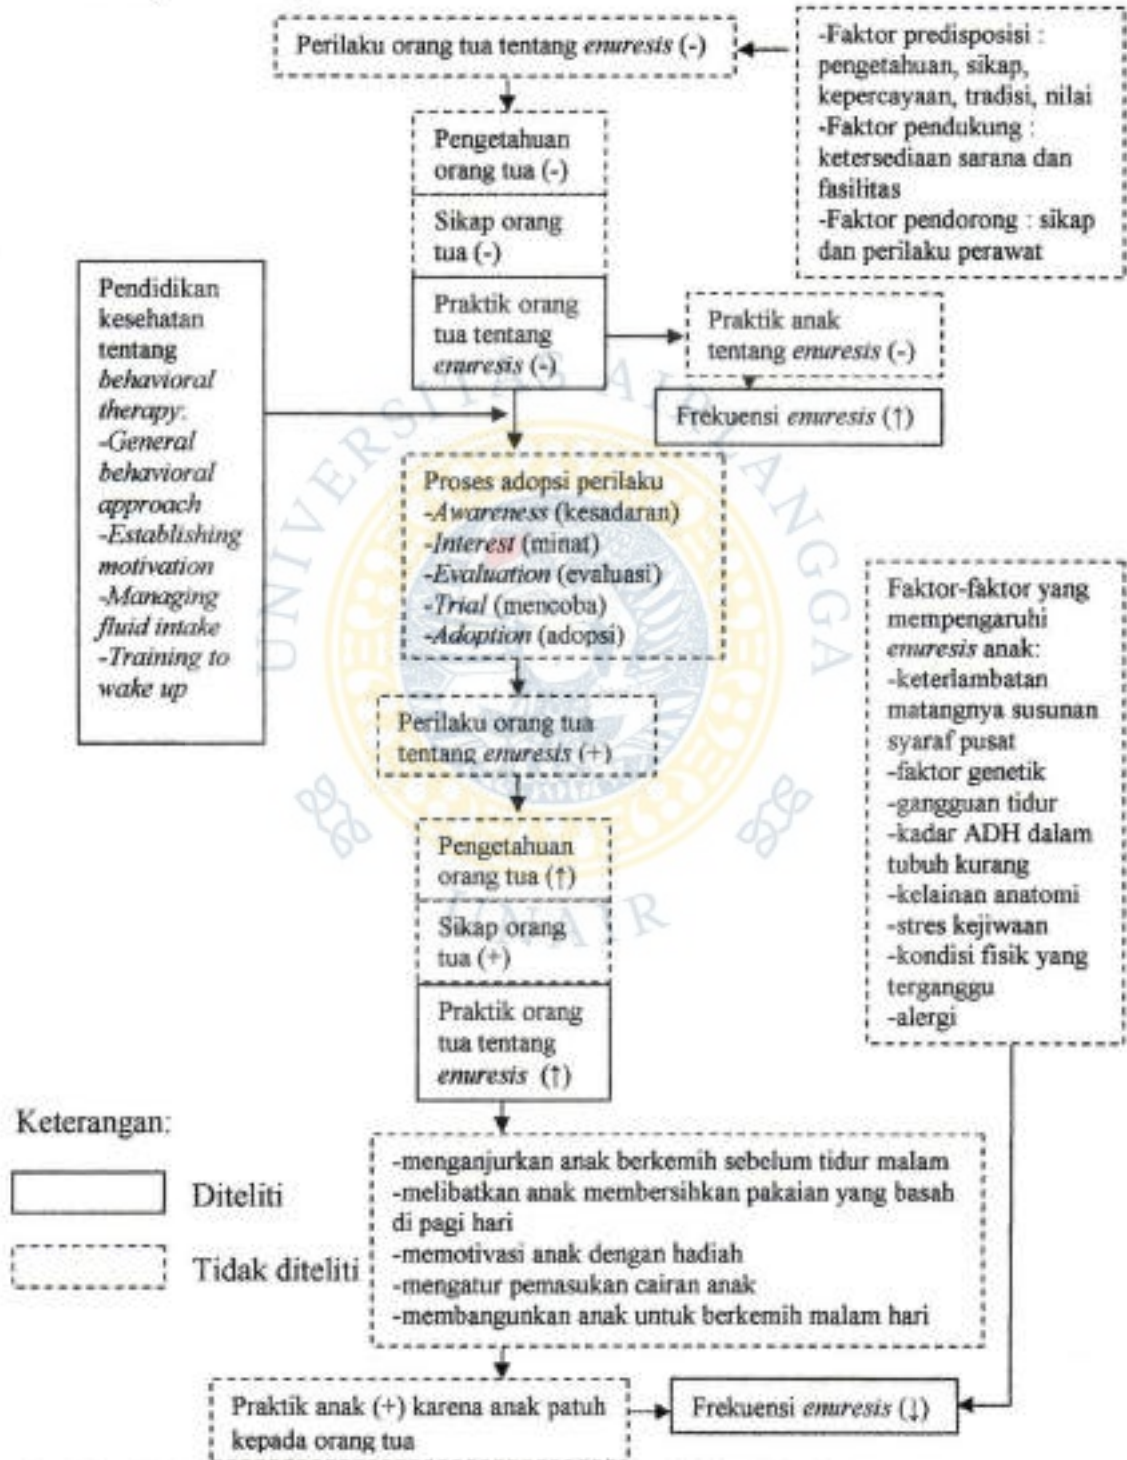 Perilaku orang tua tentang enuresis (-)
-Faktor predisposisi :
pengetahuan, sikap,
kepercayaan, tradisi, nilai
-Faktor pendukung :
ketersediaan sarana dan
fasilitas
-Faktor pendorong : sikap
dan perilaku perawat
Pengetahuan
orang tua (-)
Sikap orang
tua (-)
Praktik orang
tua tentang
enuresis (-)
Praktik anak
tentang enuresis (-)
Frekuensi enuresis (↑)
Pendidikan
kesehatan
tentang
behavioral
therapy:
-General
behavioral
approach
-Establishing
motivation
-Managing
fluid intake
-Training to
wake up
Proses adopsi perilaku
-Awareness (kesadaran)
-Interest (minat)
-Evaluation (evaluasi)
-Trial (mencoba)
-Adoption (adopsi)
Perilaku orang tua
tentang enuresis (+)
Pengetahuan
orang tua (↑)
Sikap orang
tua (+)
Praktik orang
tua tentang
enuresis (↑)
Faktor-faktor yang
mempengaruhi
enuresis anak:
-keterlambatan
matangnya susunan
syaraf pusat
-faktor genetik
-gangguan tidur
-kadar ADH dalam
tubuh kurang
-kelainan anatomi
-stres kejiwaan
-kondisi fisik yang
terganggu
-alergi
Keterangan:
Diteliti
Tidak diteliti
-menganjurkan anak berkemih sebelum tidur malam
-melibatkan anak membersihkan pakaian yang basah
di pagi hari
-memotivasi anak dengan hadiah
-mengatur pemasukan cairan anak
-membangunkan anak untuk berkemih malam hari
Praktik anak (+) karena anak patuh
kepada orang tua
Frekuensi enuresis (↓)
UNIVERSITAS AIRLANGGA
UNAIR